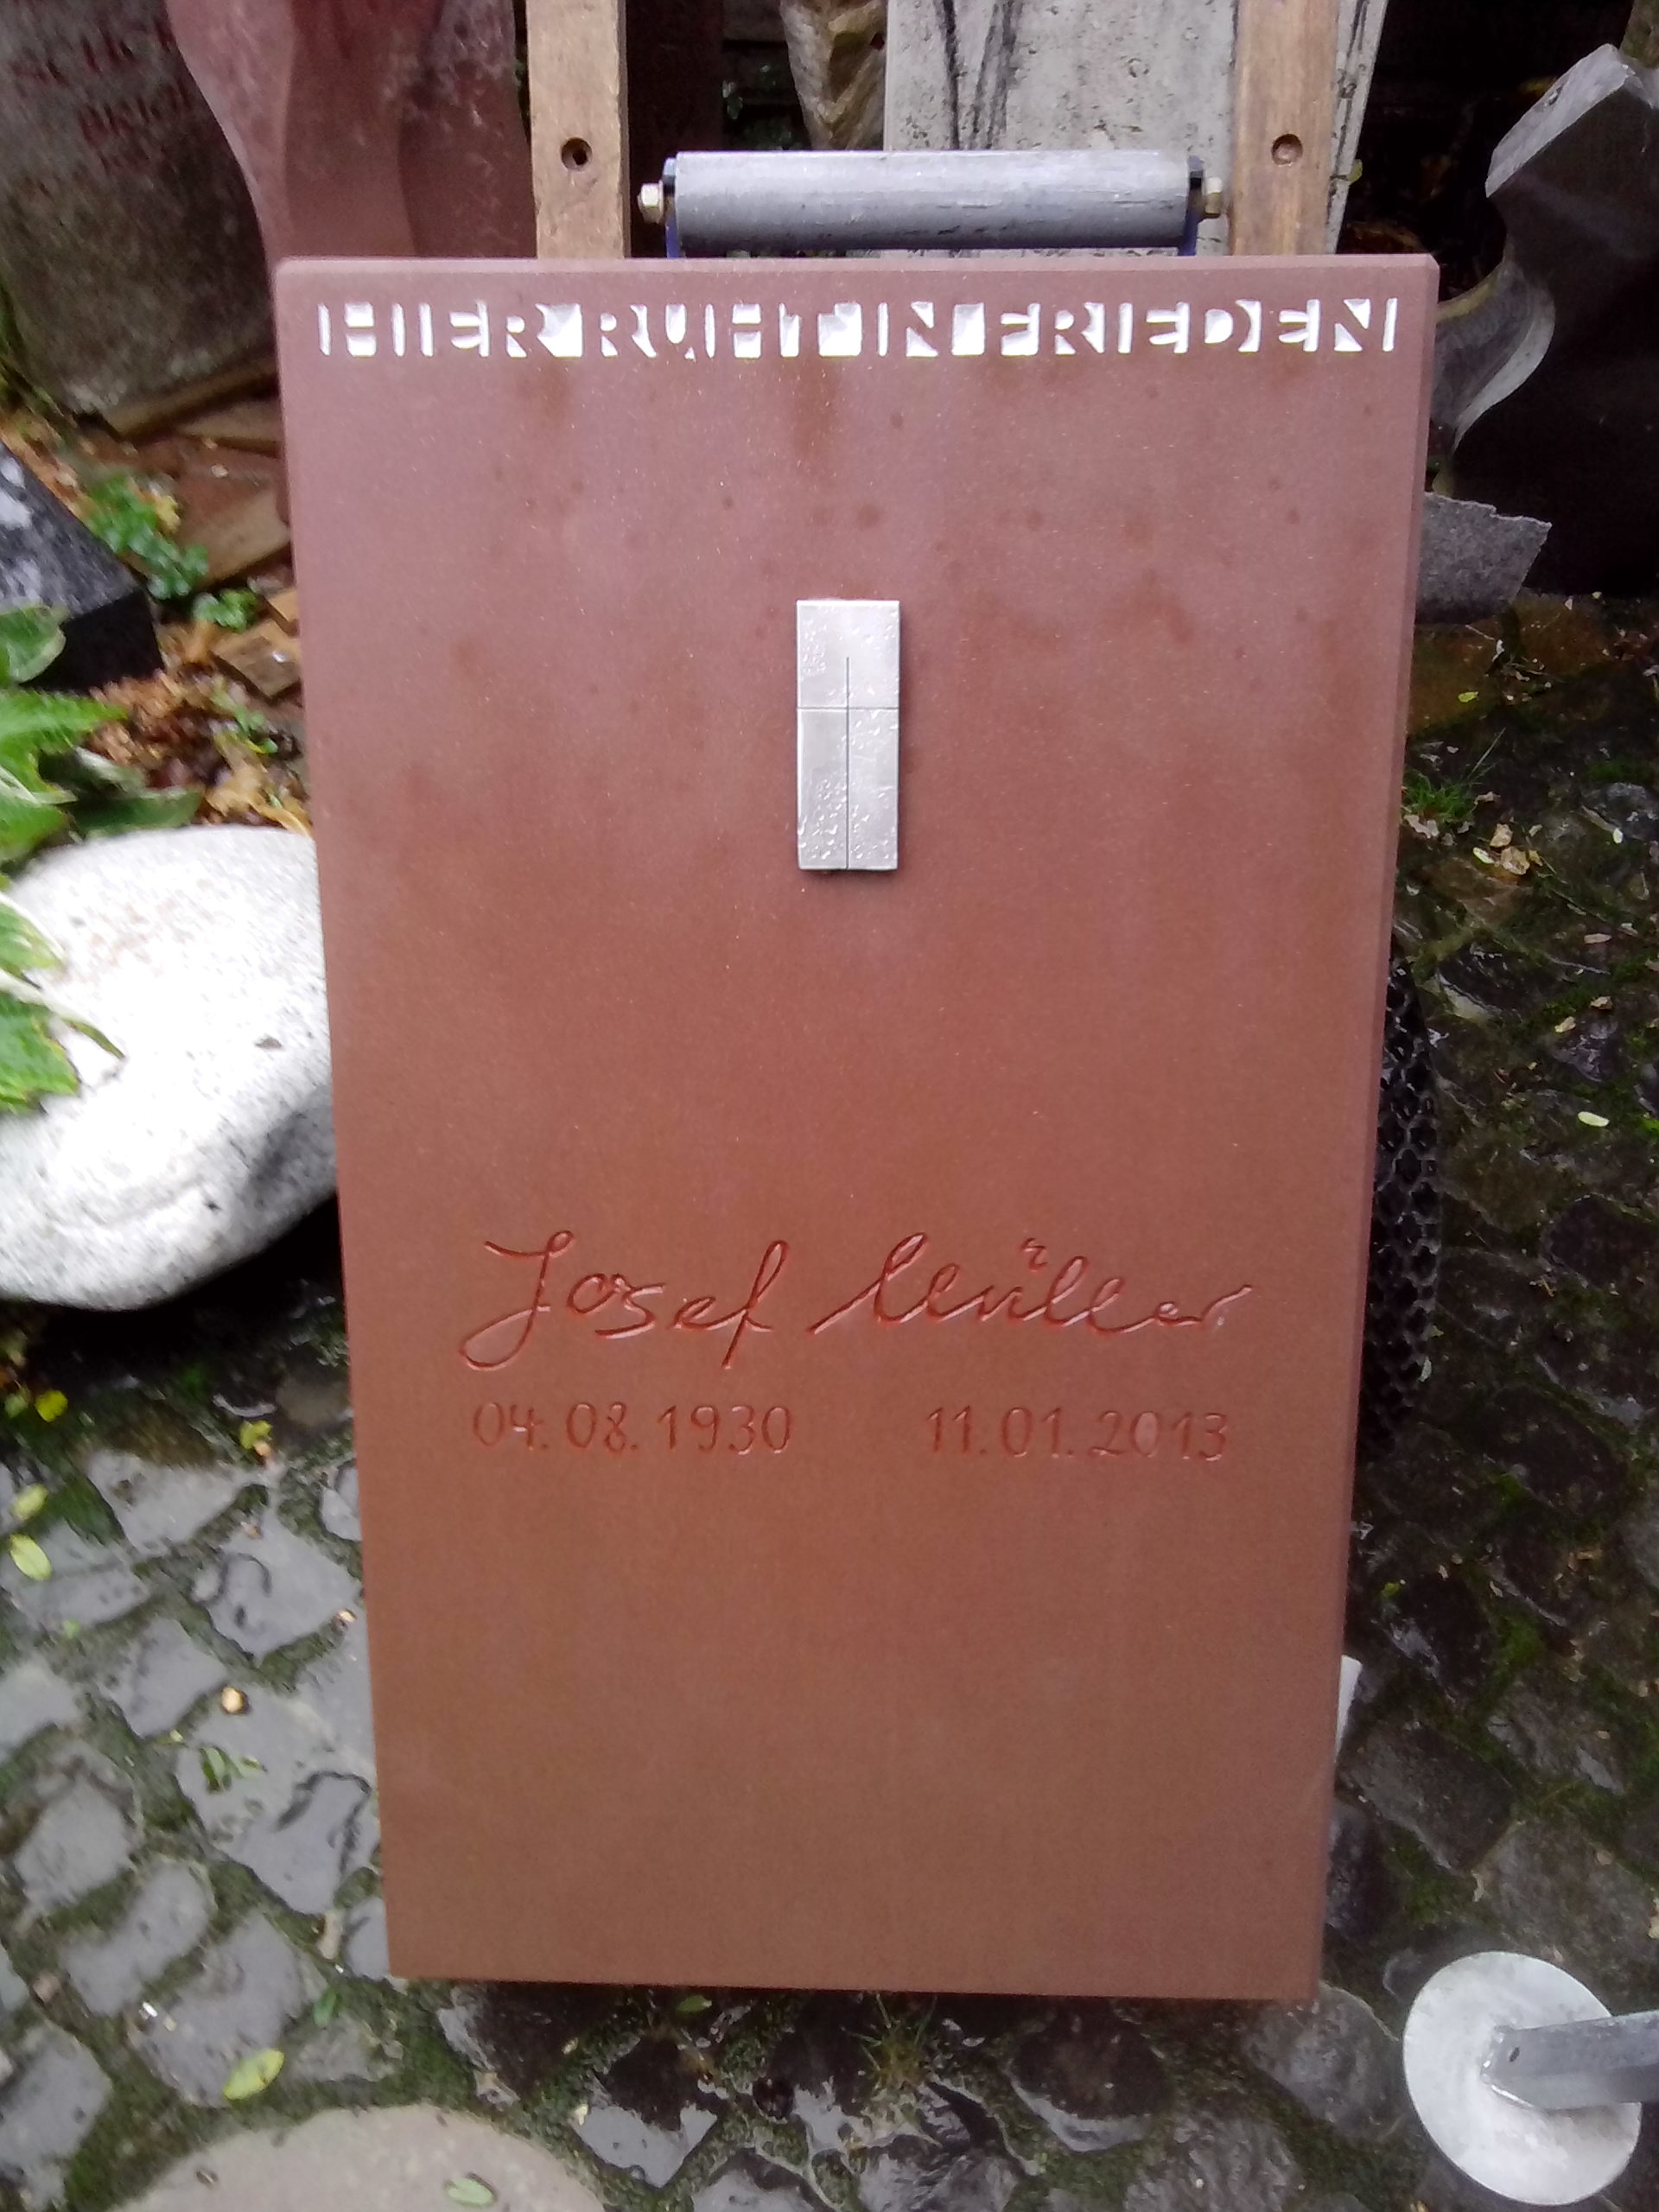 HIER RUHT IN FRIEDEN
Josef Müller
04.08.1930 11.01.2013